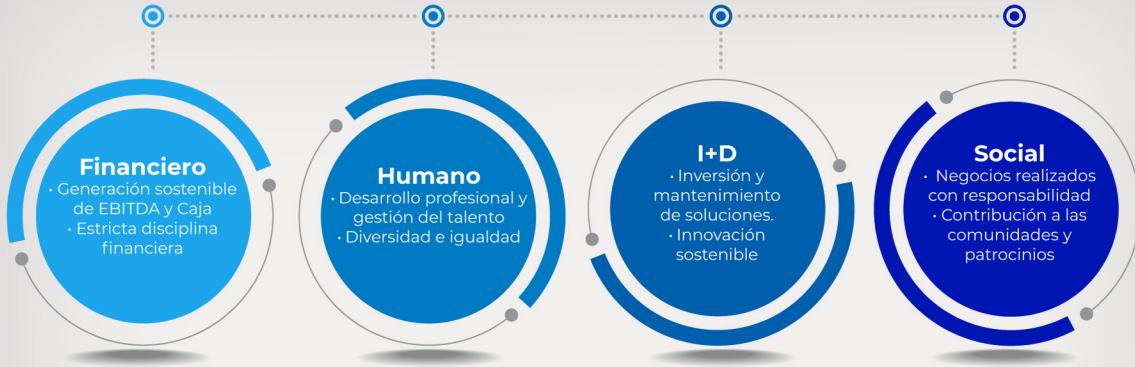 Financiero
· Generación sostenible
de EBITDA y Caja
· Estricta disciplina
financiera
Humano
· Desarrollo profesional y
gestión del talento
· Diversidad e igualdad
I+D
· Inversión y
mantenimiento
de soluciones.
· Innovación
sostenible
Social
· Negocios realizados
con responsabilidad
· Contribución a las
comunidades y
patrocinios